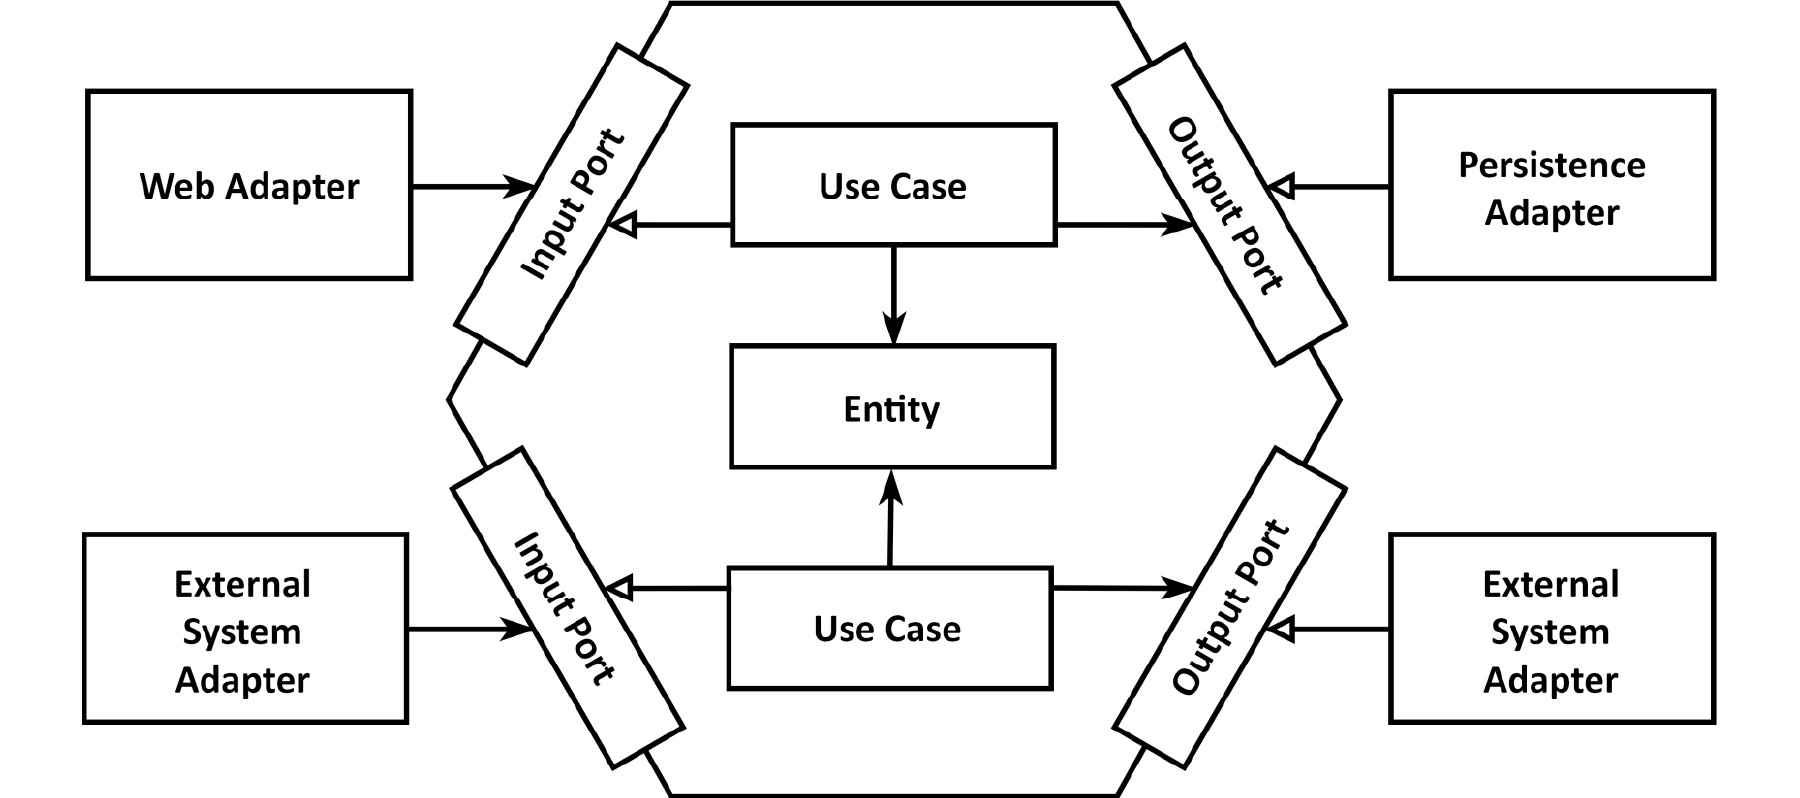 Web Adapter
Input Port
Use Case
Output Port
Persistence
Adapter
Entity
External
System
Adapter
Input Port
Use Case
Output Port
External
System
Adapter